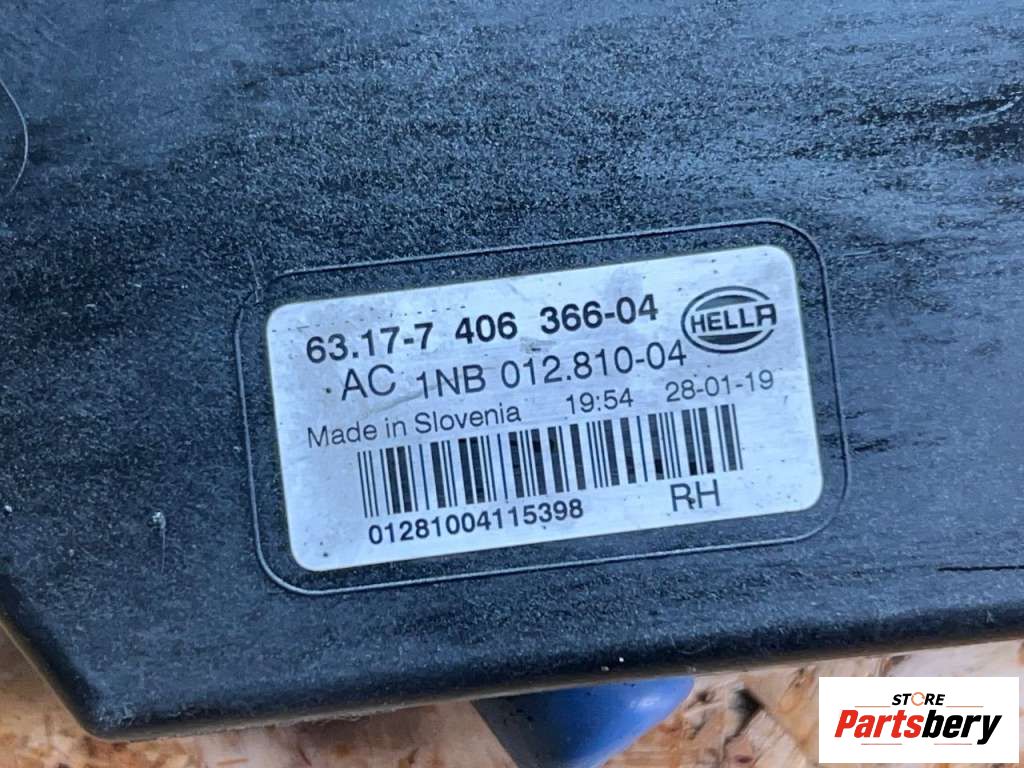 63.17-7 406 366-04
HELLA
AC 1NB 012.810-04
Made in Slovenia 19:54 28-01-19
01281004115398 RH
STORE
Partsbery